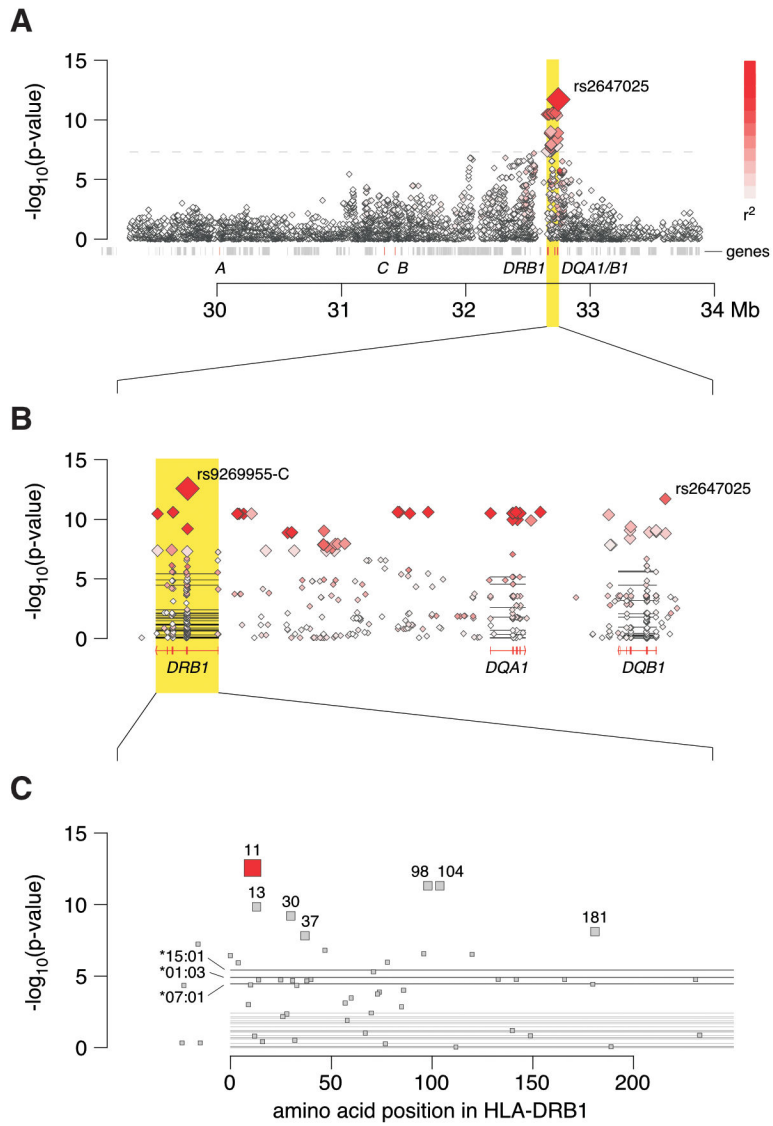 A
15
rs2647025
10
5
0
-log10(p-value)
r2
genes
A C B DRB1 DQA1/B1
30 31 32 33 34 Mb
B
15
rs9269955-C
rs2647025
10
5
0
-log10(p-value)
DRB1 DQA1 DQB1
C
15
11
98 104
13
10
30
37
181
*15:01
*01:03
*07:01
5
0
-log10(p-value)
0 50 100 150 200
amino acid position in HLA-DRB1